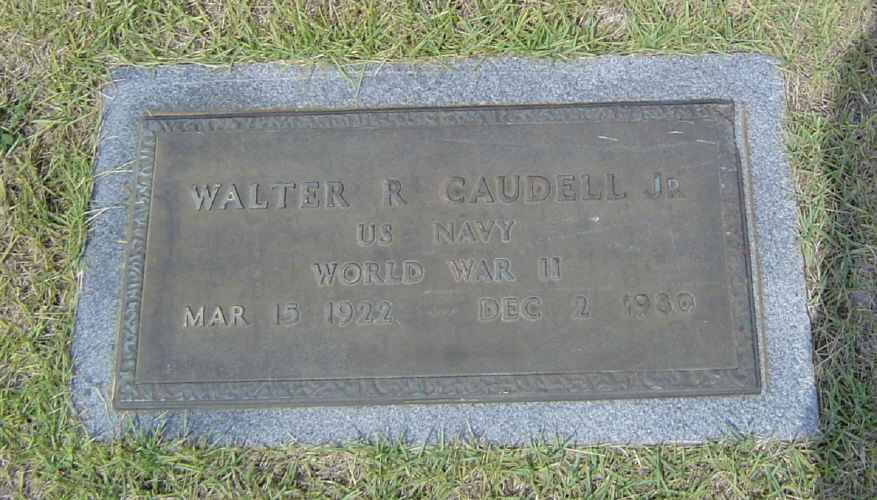 WALTER R CAUDELL JR
US NAVY
WORLD WAR II
MAR 15 1922 DEC 2 1980